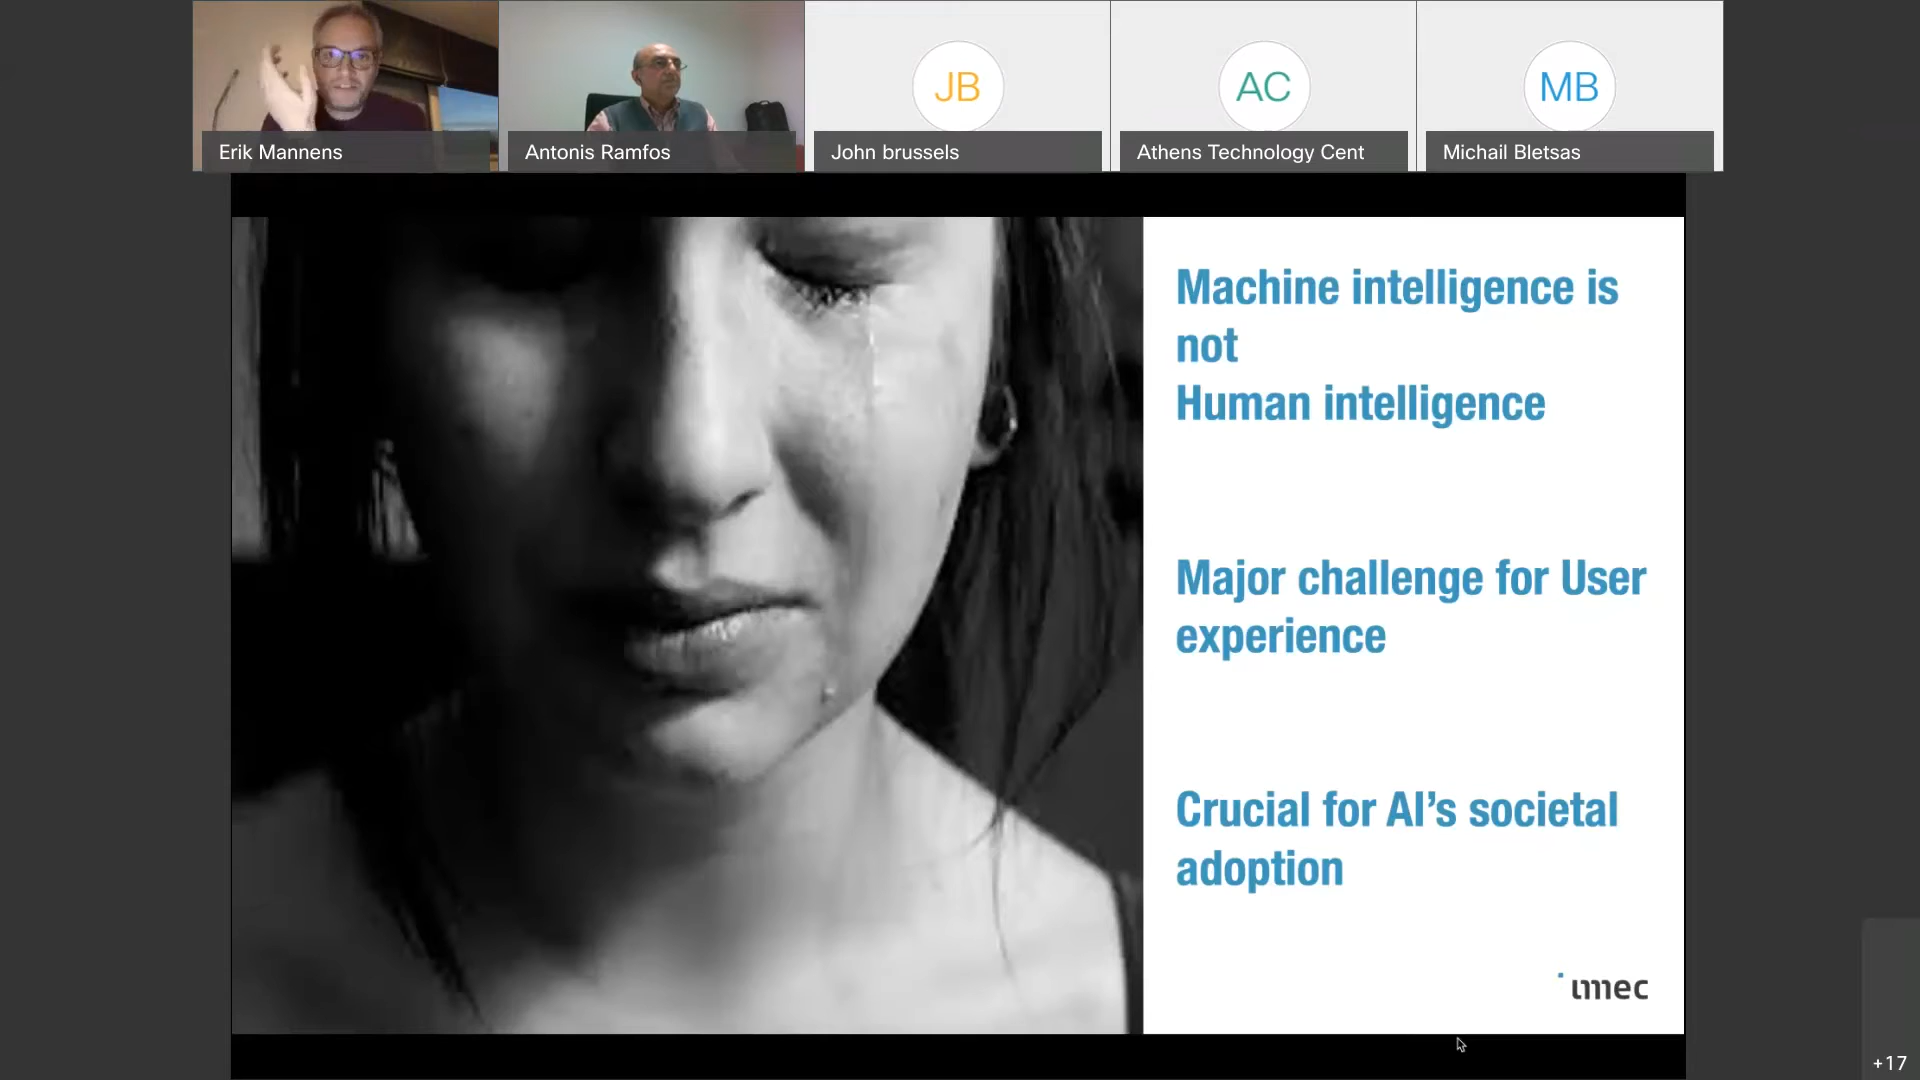 JB
AC
MB
Erik Mannens
Antonis Ramfos
John brussels
Athens Technology Cent
Michail Bletsas
Machine intelligence is
not
Human intelligence
Major challenge for User
experience
Crucial for AI’s societal
adoption
imec
+17